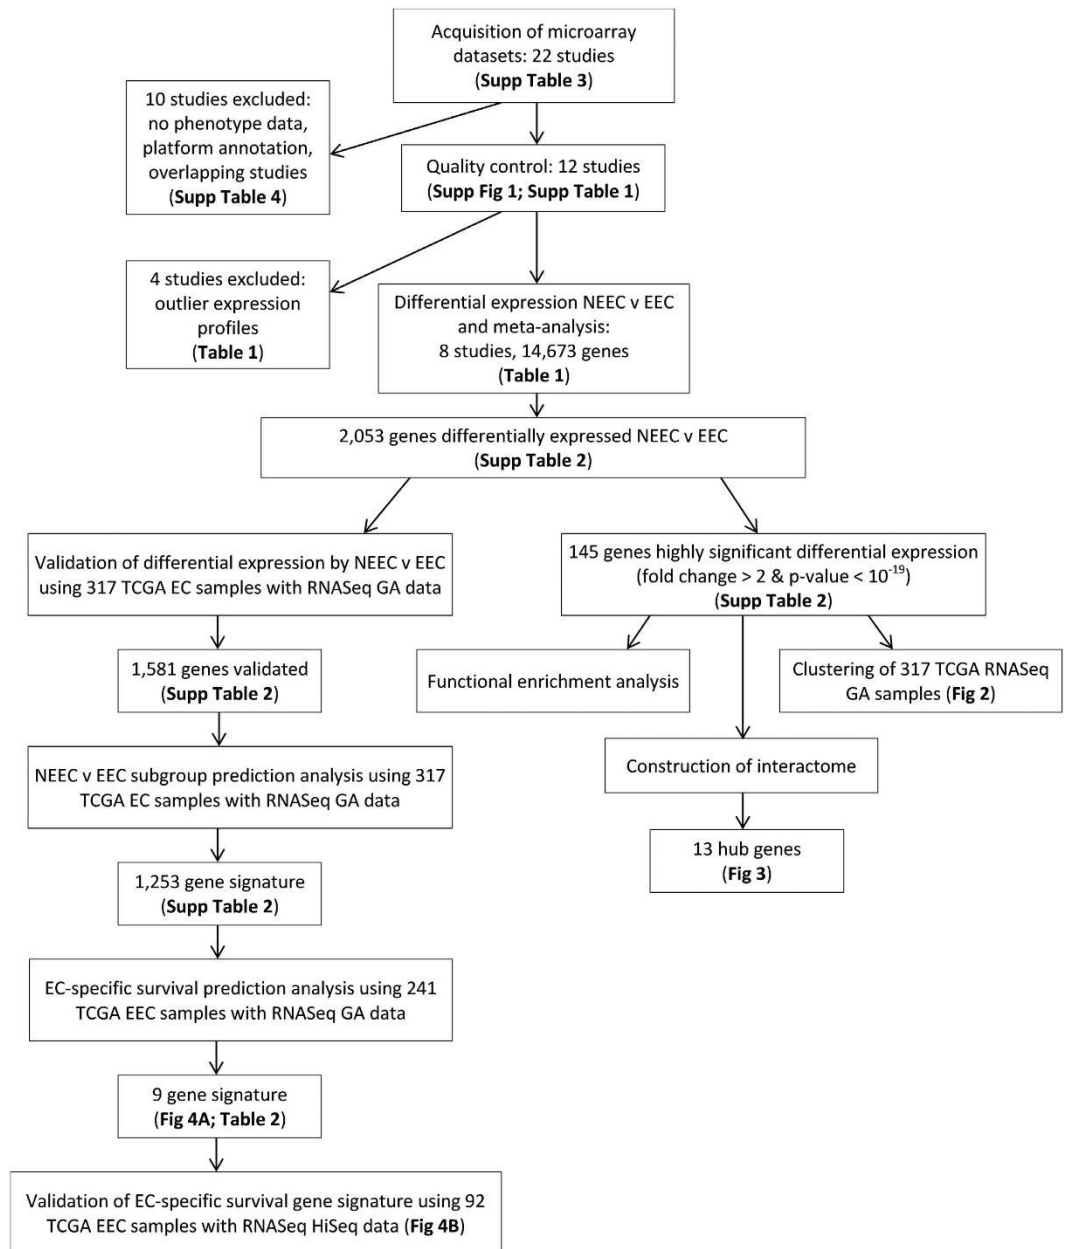 Acquisition of microarray
datasets: 22 studies
(Supp Table 3)
10 studies excluded:
no phenotype data,
platform annotation,
overlapping studies
(Supp Table 4)
Quality control: 12 studies
(Supp Fig 1; Supp Table 1)
4 studies excluded:
outlier expression
profiles
(Table 1)
Differential expression NEEC v EEC
and meta-analysis:
8 studies, 14,673 genes
(Table 1)
2,053 genes differentially expressed NEEC v EEC
(Supp Table 2)
Validation of differential expression by NEEC v EEC
using 317 TCGA EC samples with RNASeq GA data
145 genes highly significant differential expression
(fold change > 2 & p-value < 10⁻¹⁹)
(Supp Table 2)
1,581 genes validated
(Supp Table 2)
Functional enrichment analysis
Clustering of 317 TCGA RNASeq
GA samples (Fig 2)
NEEC v EEC subgroup prediction analysis using 317
TCGA EC samples with RNASeq GA data
Construction of interactome
13 hub genes
(Fig 3)
1,253 gene signature
(Supp Table 2)
EC-specific survival prediction analysis using 241
TCGA EEC samples with RNASeq GA data
9 gene signature
(Fig 4A; Table 2)
Validation of EC-specific survival gene signature using 92
TCGA EEC samples with RNASeq HiSeq data (Fig 4B)